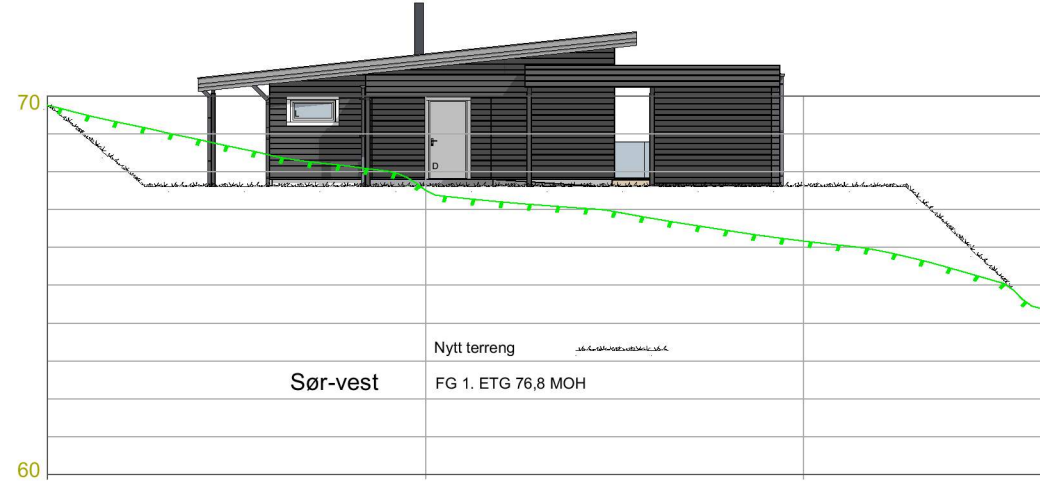 70
D
Nytt terreng
Sør-vest
FG 1. ETG 76,8 MOH
60